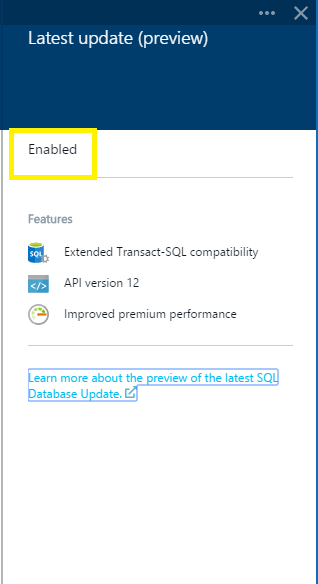 Latest update (preview)
Enabled
Features
SQL
Extended Transact-SQL compatibility
</>
API version 12
Improved premium performance
Learn more about the preview of the latest SQL
Database Update.